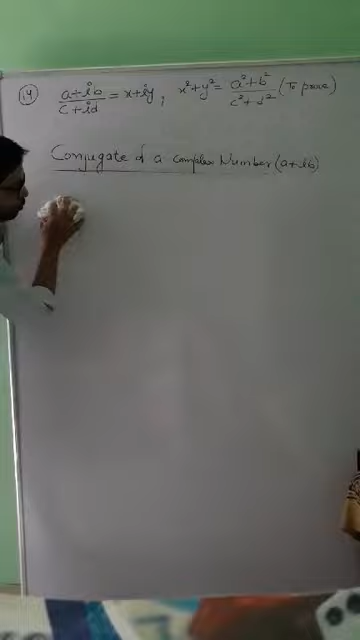 (14) (a+ib)/(c+id) = x+iy, x²+y² = (a²+b²)/(c²+d²) (To prove)
Conjugate of a complex Number (a+ib)